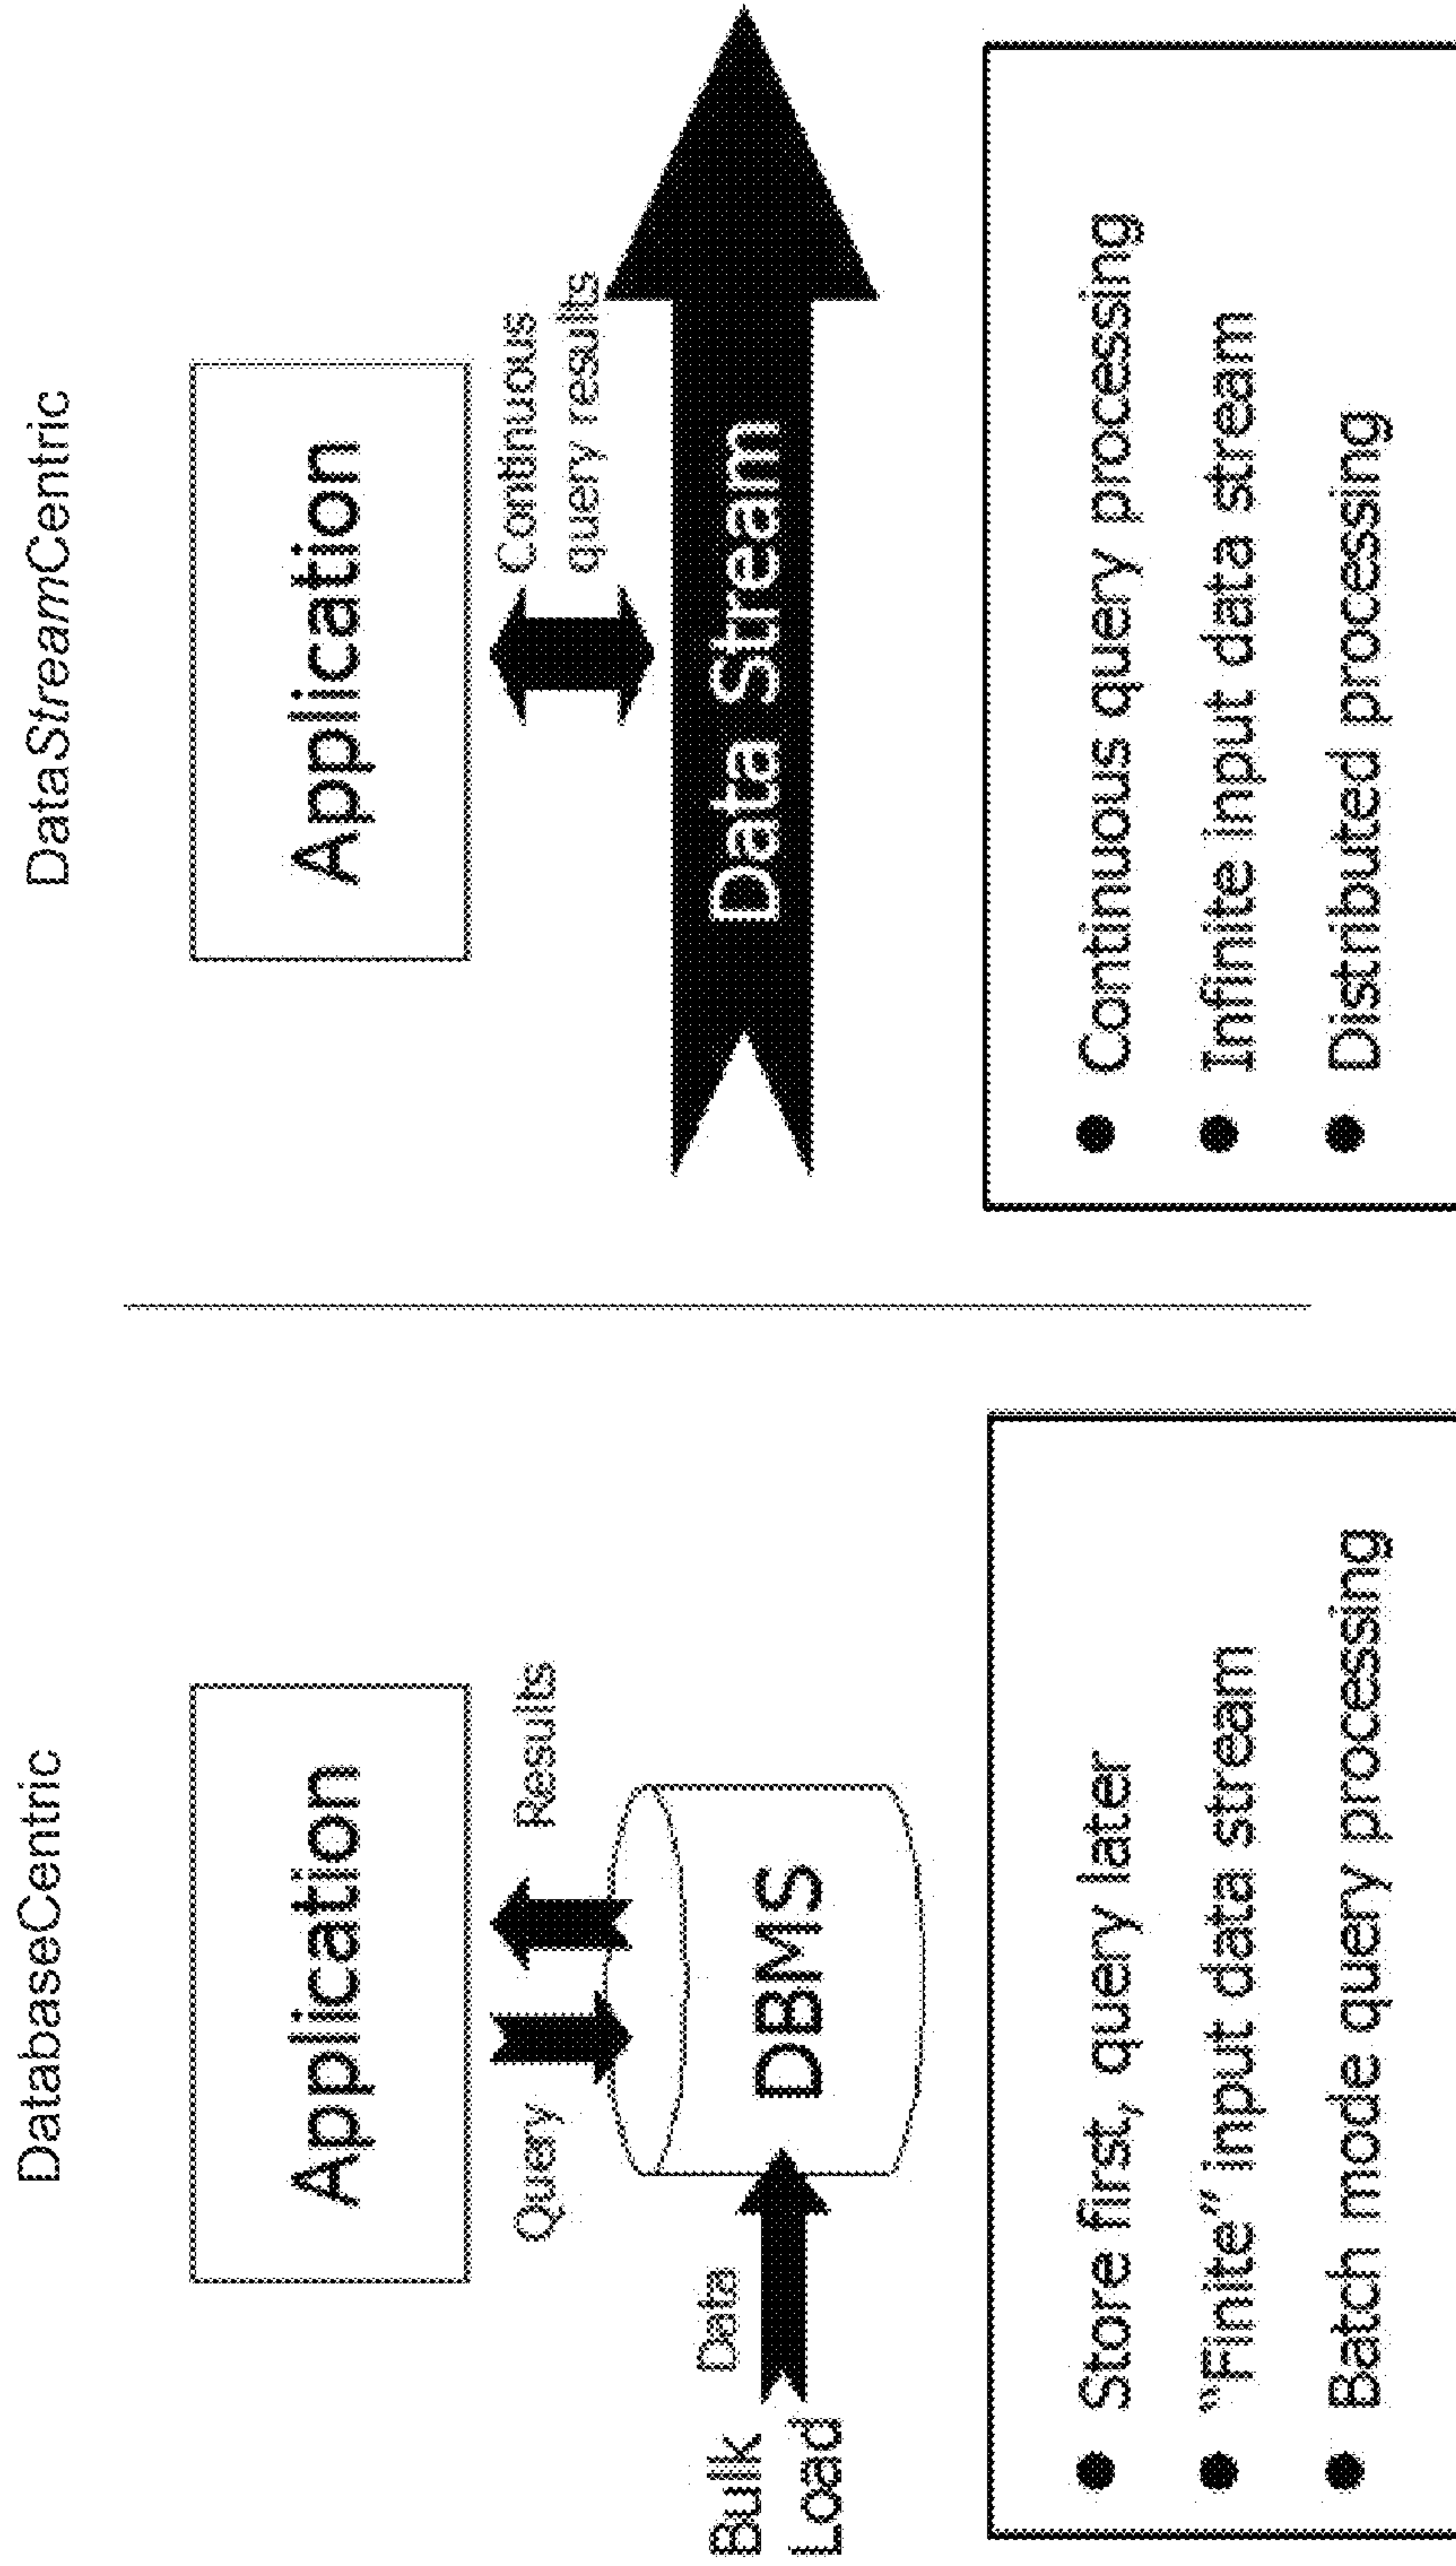 DatabaseCentric
Application
Query
Results
Data
Bulk
Load
DBMS
● Store first, query later
● “Finite” input data stream
● Batch mode query processing
DataStreamCentric
Application
Continuous
query results
Data Stream
● Continuous query processing
● Infinite input data stream
● Distributed processing